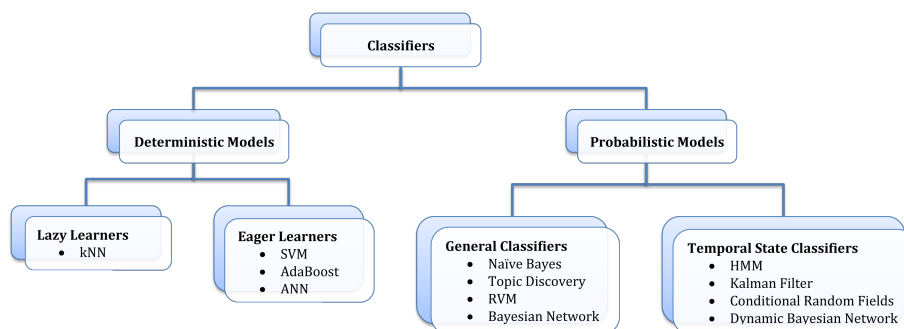 Classifiers
Deterministic Models
Probabilistic Models
Lazy Learners
• kNN
Eager Learners
• SVM
• AdaBoost
• ANN
General Classifiers
• Naïve Bayes
• Topic Discovery
• RVM
• Bayesian Network
Temporal State Classifiers
• HMM
• Kalman Filter
• Conditional Random Fields
• Dynamic Bayesian Network